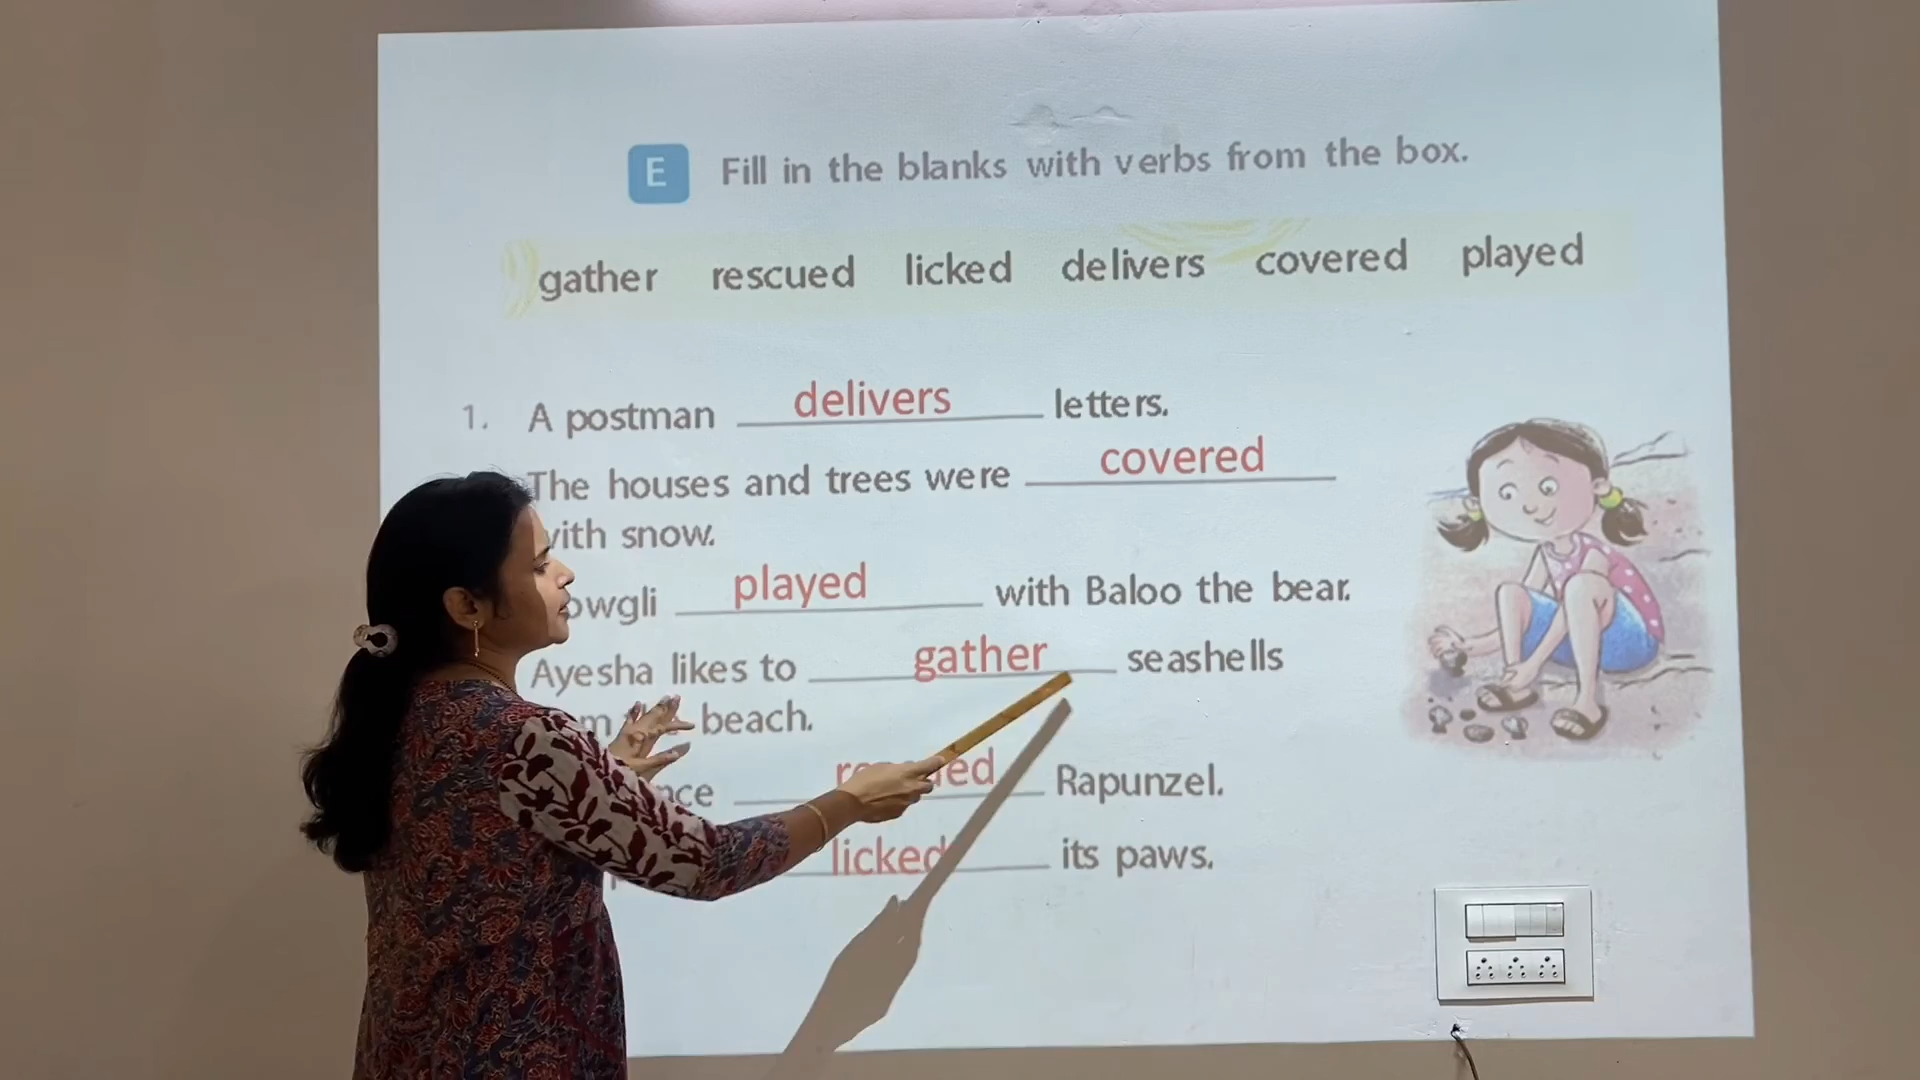 E Fill in the blanks with verbs from the box.
gather rescued licked delivers covered played
1. A postman delivers letters.
The houses and trees were covered
with snow.
played with Baloo the bear.
Ayesha likes to gather seashells
beach.
Rapunzel.
licked its paws.